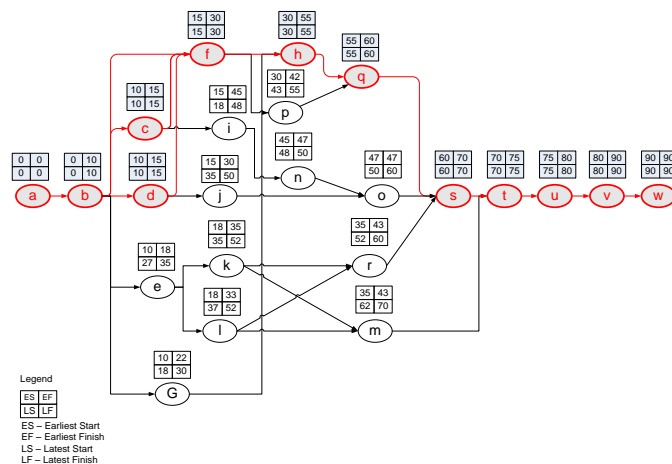 15 30
15 30
f
30 55
30 55
h
55 60
55 60
q
10 15
10 15
c
15 45
18 48
i
30 42
43 55
p
45 47
48 50
n
0 0
0 0
a
0 10
0 10
b
10 15
10 15
d
15 30
35 50
j
47 47
50 60
o
60 70
60 70
s
70 75
70 75
t
75 80
75 80
u
80 90
80 90
v
90 90
90 90
w
10 18
27 35
e
18 35
35 52
k
35 43
52 60
r
18 33
37 52
l
35 43
62 70
m
10 22
18 30
G
Legend
ES EF
LS LF
ES – Earliest Start
EF – Earliest Finish
LS – Latest Start
LF – Latest Finish